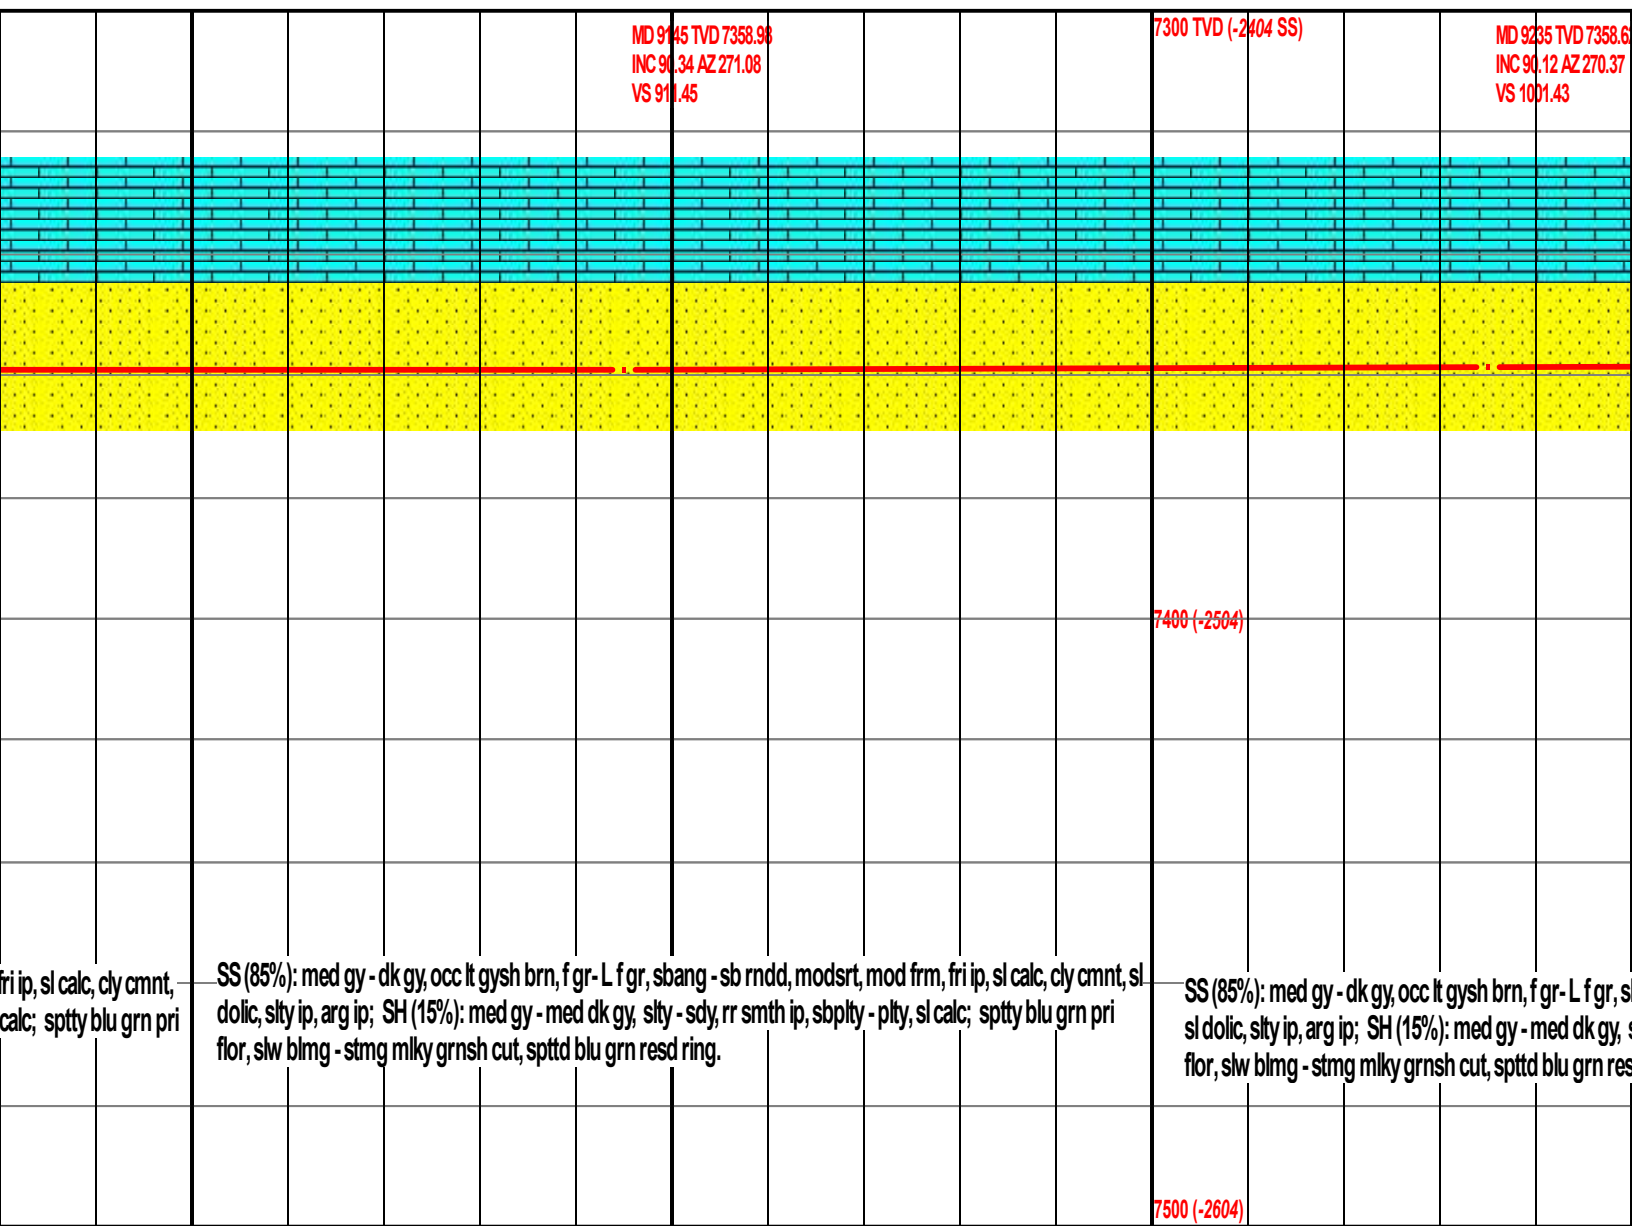 MD 9145 TVD 7358.98
INC 90.34 AZ 271.08
VS 911.45
7300 TVD (-2404 SS)
MD 9235 TVD 7358.62
INC 90.12 AZ 270.37
VS 1001.43
7400 (-2504)
fri ip, sl calc, cly cmnt,
calc; sptty blu grn pri
SS (85%): med gy - dk gy, occ lt gysh brn, f gr- L f gr, sbang - sb rndd, modsrt, mod frm, fri ip, sl calc, cly cmnt, sl
dolic, slty ip, arg ip; SH (15%): med gy - med dk gy, slty - sdy, rr smth ip, sbplty - plty, sl calc; sptty blu grn pri
flor, slw blmg - stmg mlky grnsh cut, spttd blu grn resd ring.
SS (85%): med gy - dk gy, occ lt gysh brn, f gr- L f gr,
sl dolic, slty ip, arg ip; SH (15%): med gy - med dk gy,
flor, slw blmg - stmg mlky grnsh cut, spttd blu grn res
7500 (-2604)